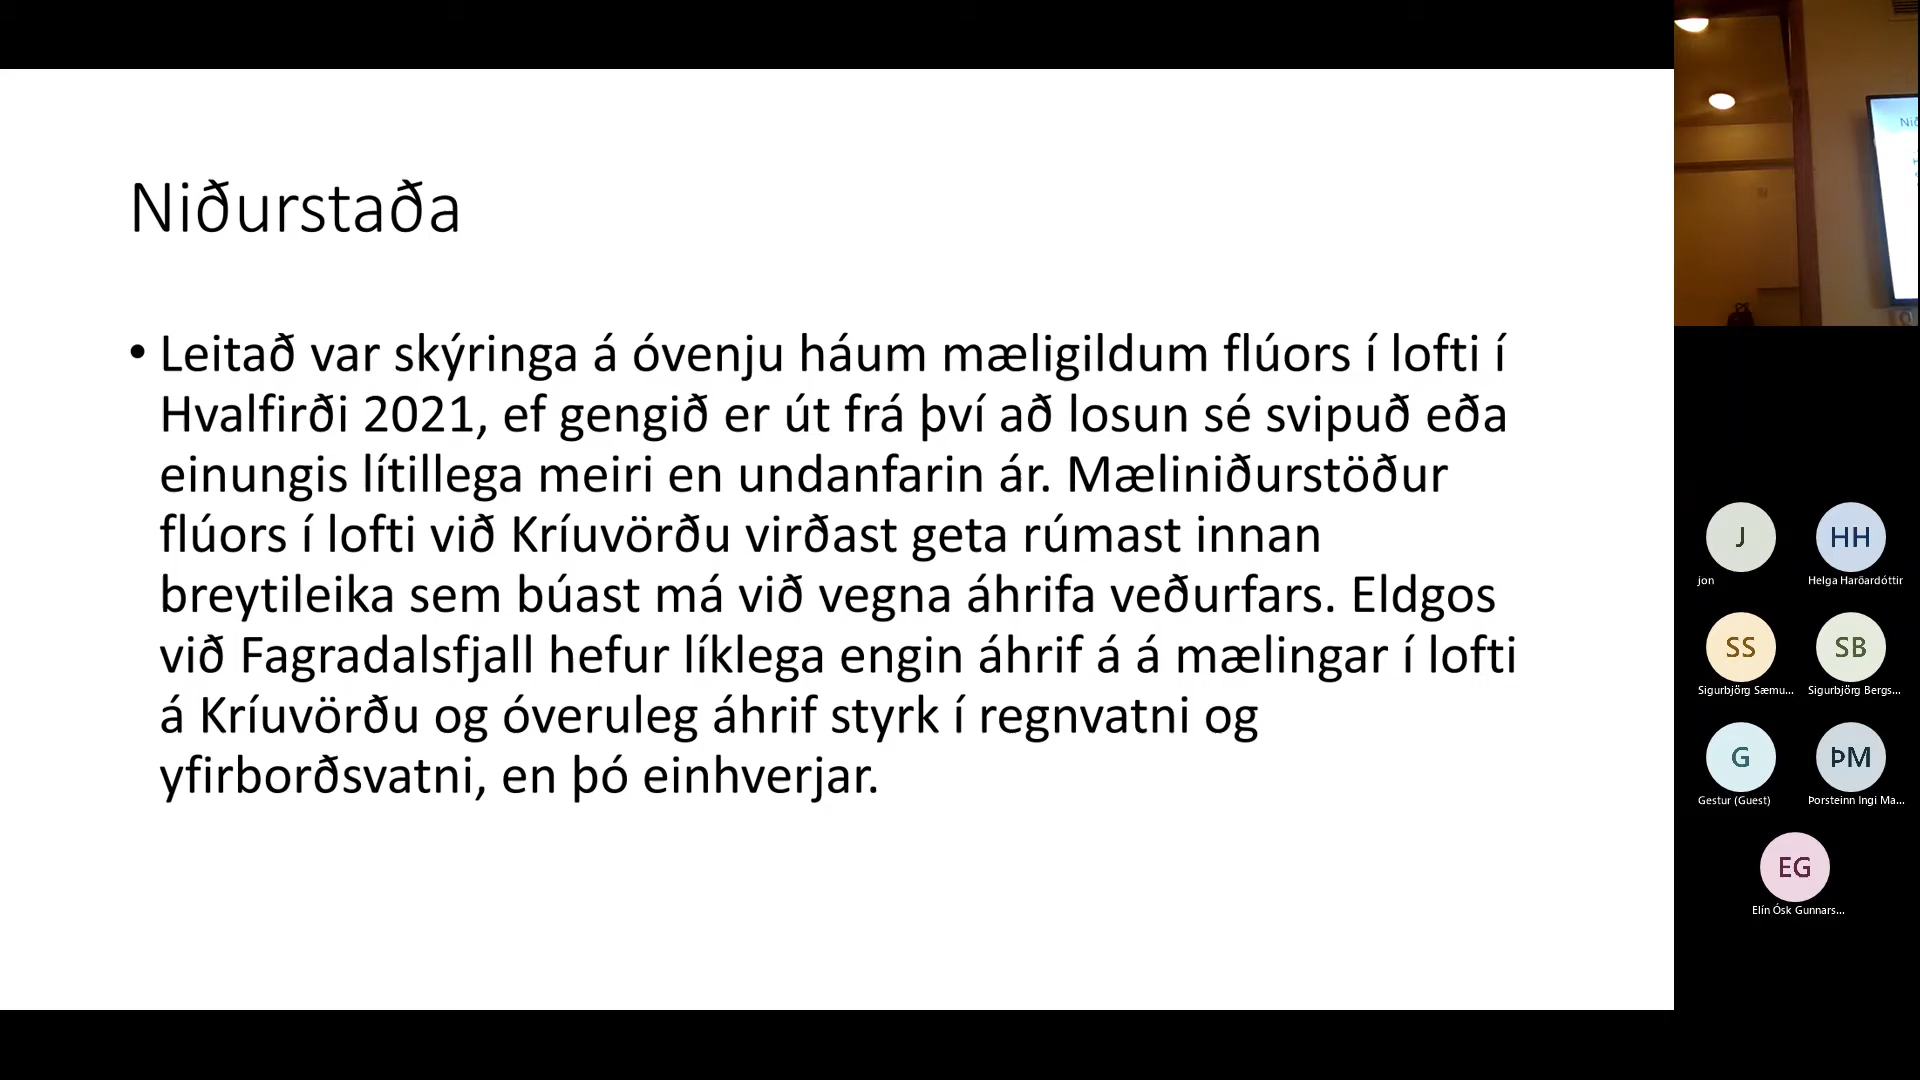 Niðurstaða
• Leitað var skýringa á óvenju háum mæligildum flúors í lofti í
Hvalfirði 2021, ef gengið er út frá því að losun sé svipuð eða
einungis lítillega meiri en undanfarin ár. Mæliniðurstöður
flúors í lofti við Kríuvörðu virðast geta rúmast innan
breytileika sem búast má við vegna áhrifa veðurfars. Eldgos
við Fagradalsfjall hefur líklega engin áhrif á á mælingar í lofti
á Kríuvörðu og óveruleg áhrif styrk í regnvatni og
yfirborðsvatni, en þó einhverjar.
Nið
J
HH
jon
Helga Harðardóttir
SS
SB
Sigurbjörg Sæmu...
Sigurbjörg Bergs...
G
ÞM
Gestur (Guest)
Þorsteinn Ingi Ma...
EG
Elín Ósk Gunnars...